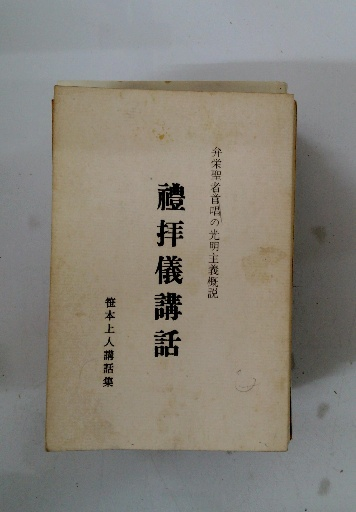 弁栄聖者首唱の光明主義概説
禮拝儀講話
笹本上人講話集